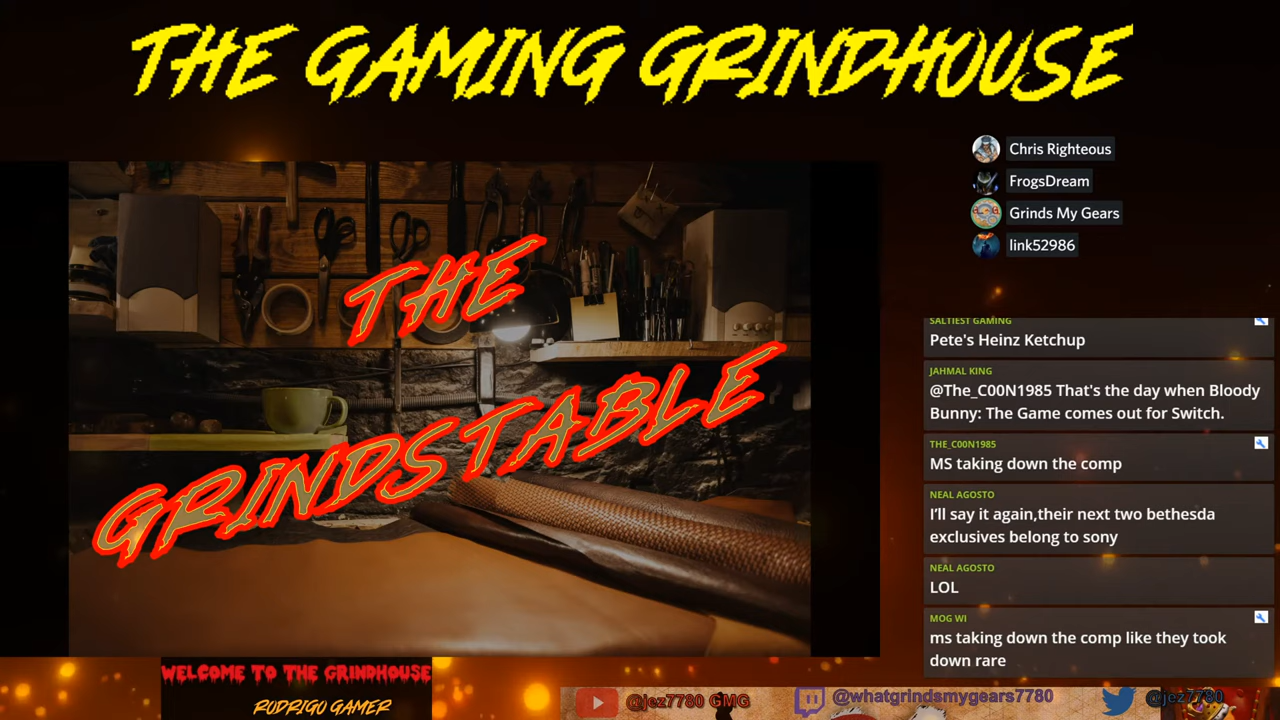 THE GAMING GRINDHOUSE
Chris Righteous
FrogsDream
Grinds My Gears
link52986
THE
GRINDSTABLE
SALTIEST GAMING
Pete's Heinz Ketchup
JAHMAL KING
@The_C00N1985 That's the day when Bloody
Bunny: The Game comes out for Switch.
THE_C00N1985
MS taking down the comp
NEAL AGOSTO
I'll say it again,their next two bethesda
exclusives belong to sony
NEAL AGOSTO
LOL
MOG WI
ms taking down the comp like they took
down rare
WELCOME TO THE GRINDHOUSE
RODRIGO GAMER
@jez7780 GMG
@whatgrindsmygears7780
@jez7780